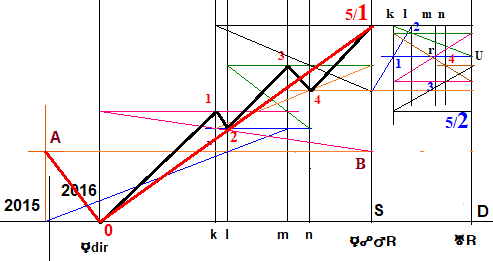 5/1
k l m n
2
3
r
1
4
U
A
1
4
3
2
5/2
B
2016
2015
0
S
D
☿dir
k l m n
☿☍♂R
♅R